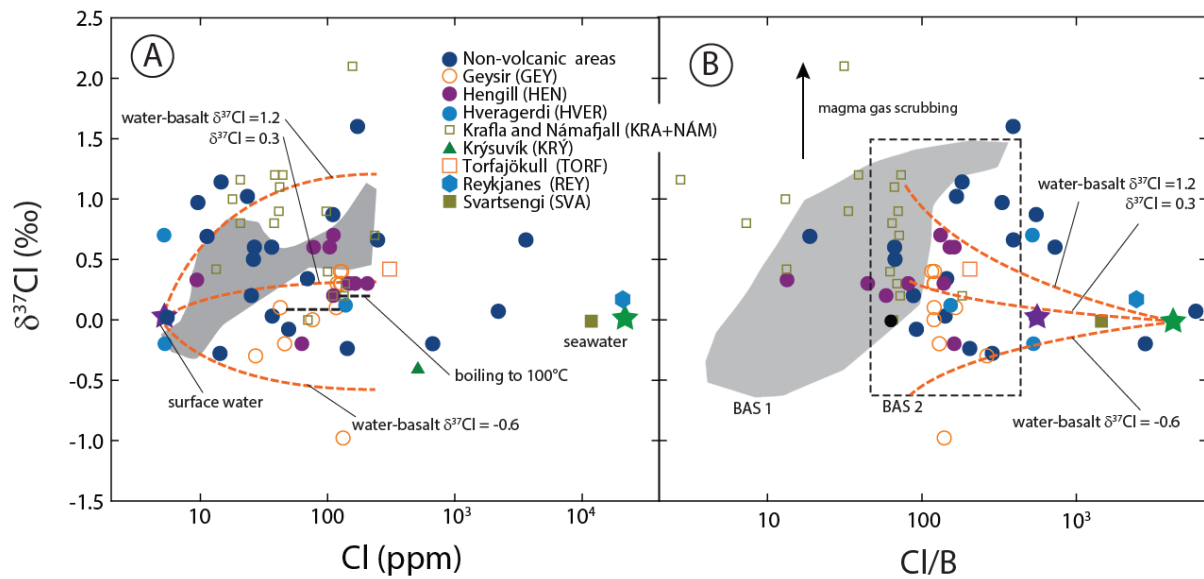 A
B
2.5
2.0
1.5
1.0
0.5
0.0
-0.5
-1.0
-1.5
δ³⁷Cl (‰)
Non-volcanic areas
Geysir (GEY)
Hengill (HEN)
Hveragerdi (HVER)
Krafla and Námafjall (KRA+NÁM)
Krýsuvík (KRÝ)
Torfajökull (TORF)
Reykjanes (REY)
Svartsengi (SVA)
water-basalt δ³⁷Cl = 1.2
δ³⁷Cl = 0.3
surface water
boiling to 100°C
seawater
water-basalt δ³⁷Cl = -0.6
10
100
10³
10⁴
Cl (ppm)
magma gas scrubbing
water-basalt δ³⁷Cl = 1.2
0.3
BAS 1
BAS 2
water-basalt δ³⁷Cl = -0.6
10
100
10³
Cl/B